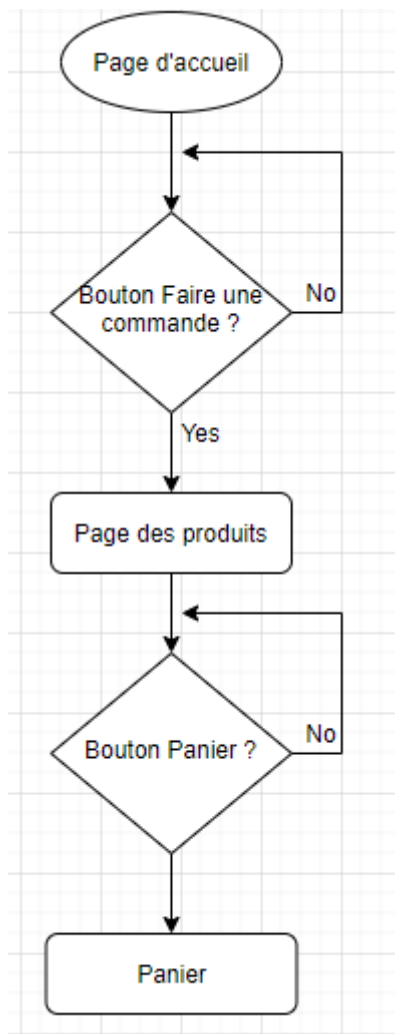 Page d'accueil
Bouton Faire une
commande ?
No
Yes
Page des produits
Bouton Panier ?
No
Panier